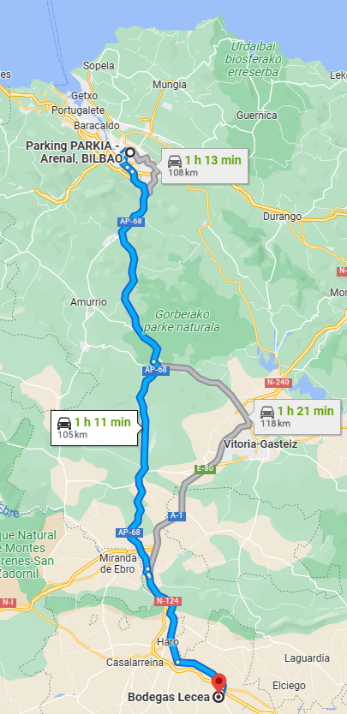 Urdaibai
biosferako
erreserba
Sopela
Getxo
Mungia
Portugalete
Baracaldo
Guernica
Parking PARKIA -
Arenal, BILBAO
1 h 13 min
108 km
Durango
AP-68
N-
Amurrio
Gorbeiako
parke naturala
AP-68
N-240
1 h 11 min
105 km
1 h 21 min
118 km
Vitoria-Gasteiz
E-80
A-1
AP-68
que Natural
de Montes
renes-San
Zadornil
Miranda
de Ebro
N-I
N-124
Haro
Casalarreina
Laguardia
Elciego
Bodegas Lecea